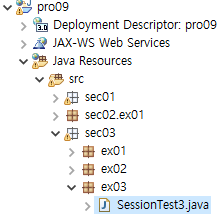 pro09
Deployment Descriptor: pro09
JAX-WS Web Services
Java Resources
src
sec01
sec02.ex01
sec03
ex01
ex02
ex03
SessionTest3.java